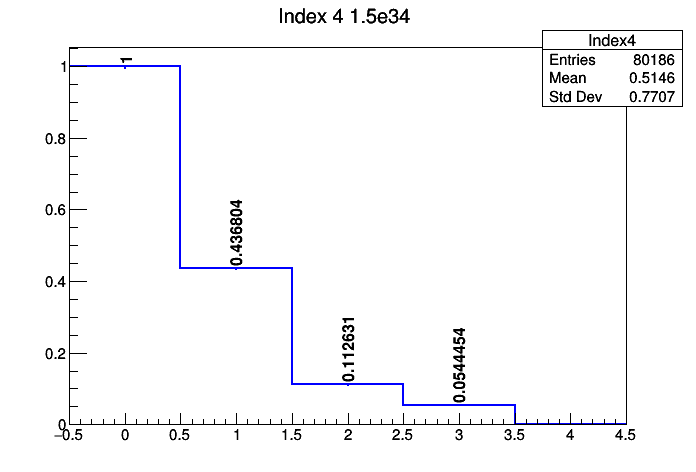 Index 4 1.5e34
Index4
Entries 80186
Mean 0.5146
Std Dev 0.7707
1
0.8
0.6
0.4
0.2
0
1
0.436804
0.112631
0.0544454
−0.5 0 0.5 1 1.5 2 2.5 3 3.5 4 4.5